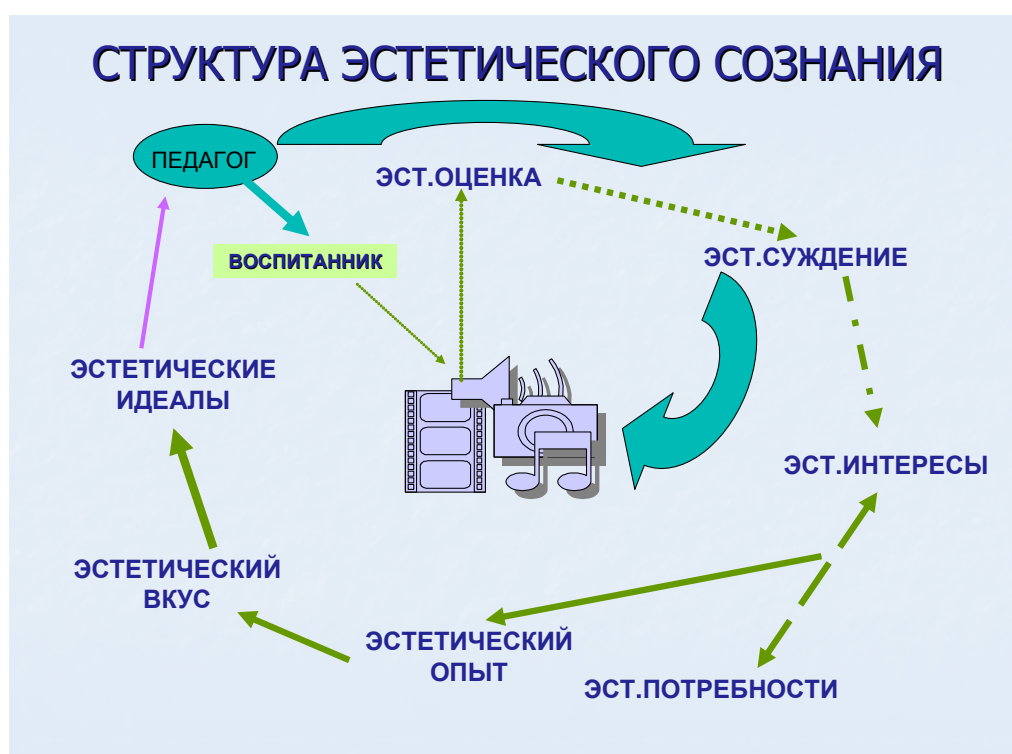 СТРУКТУРА ЭСТЕТИЧЕСКОГО СОЗНАНИЯ
ПЕДАГОГ
ЭСТ.ОЦЕНКА
ВОСПИТАННИК
ЭСТ.СУЖДЕНИЕ
ЭСТЕТИЧЕСКИЕ
ИДЕАЛЫ
ЭСТ.ИНТЕРЕСЫ
ЭСТЕТИЧЕСКИЙ
ВКУС
ЭСТЕТИЧЕСКИЙ
ОПЫТ
ЭСТ.ПОТРЕБНОСТИ